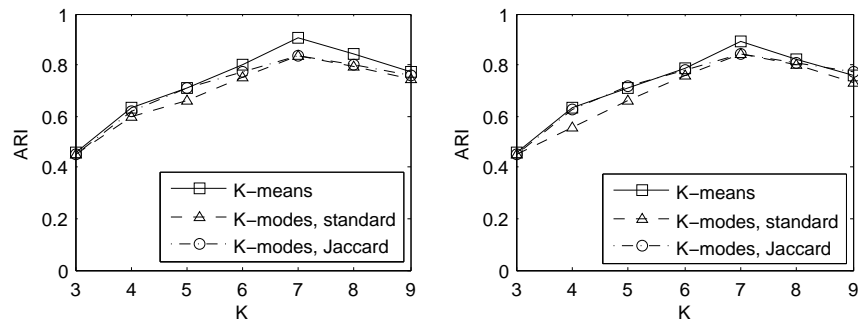 1
0.8
0.6
0.4
0.2
0
ARI
3 4 5 6 7 8 9
K
K−means
K−modes, standard
K−modes, Jaccard
1
0.8
0.6
0.4
0.2
0
ARI
3 4 5 6 7 8 9
K
K−means
K−modes, standard
K−modes, Jaccard